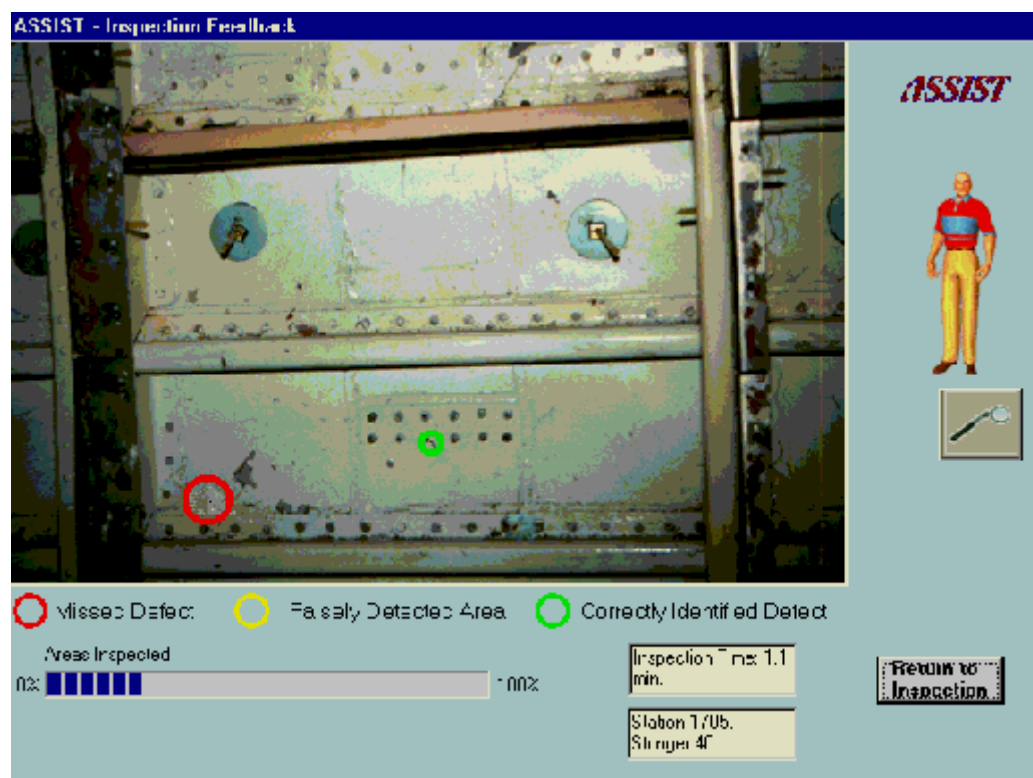 ASSIST - Inspection Feedback
ASSIST
Missed Defect
Falsely Detected Area
Correctly Identified Defect
Areas Inspected
0%
100%
Inspection Time: 1.1
min.
Station 1705,
Stringer
Return to
Inspection